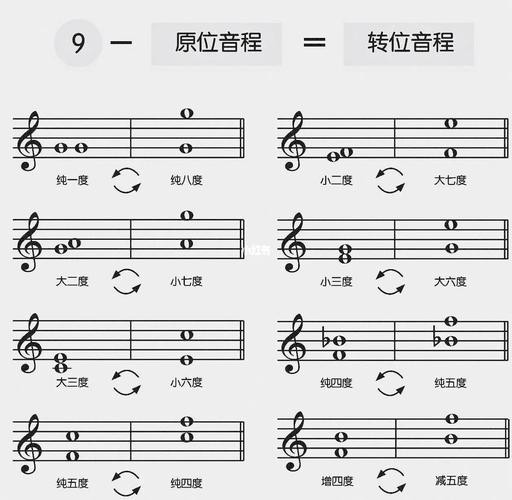 9 － 原位音程 ＝ 转位音程
纯一度 纯八度 小二度 大七度
大二度 小七度 小三度 大六度
小红书
大三度 小六度 纯四度 纯五度
纯五度 纯四度 增四度 减五度